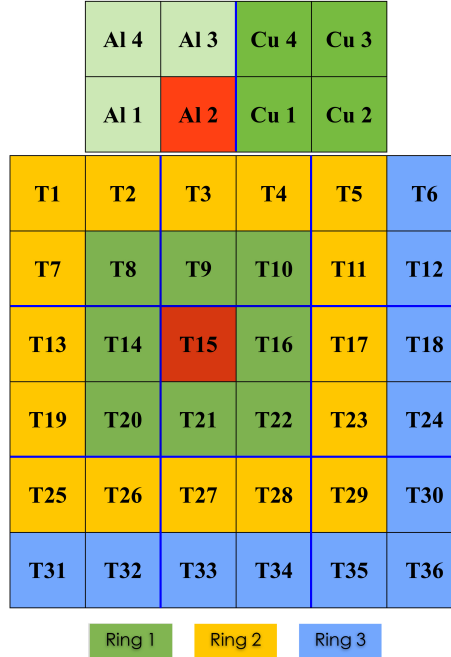 Al 4 Al 3 Cu 4 Cu 3
Al 1 Al 2 Cu 1 Cu 2
T1 T2 T3 T4 T5 T6
T7 T8 T9 T10 T11 T12
T13 T14 T15 T16 T17 T18
T19 T20 T21 T22 T23 T24
T25 T26 T27 T28 T29 T30
T31 T32 T33 T34 T35 T36
Ring 1 Ring 2 Ring 3